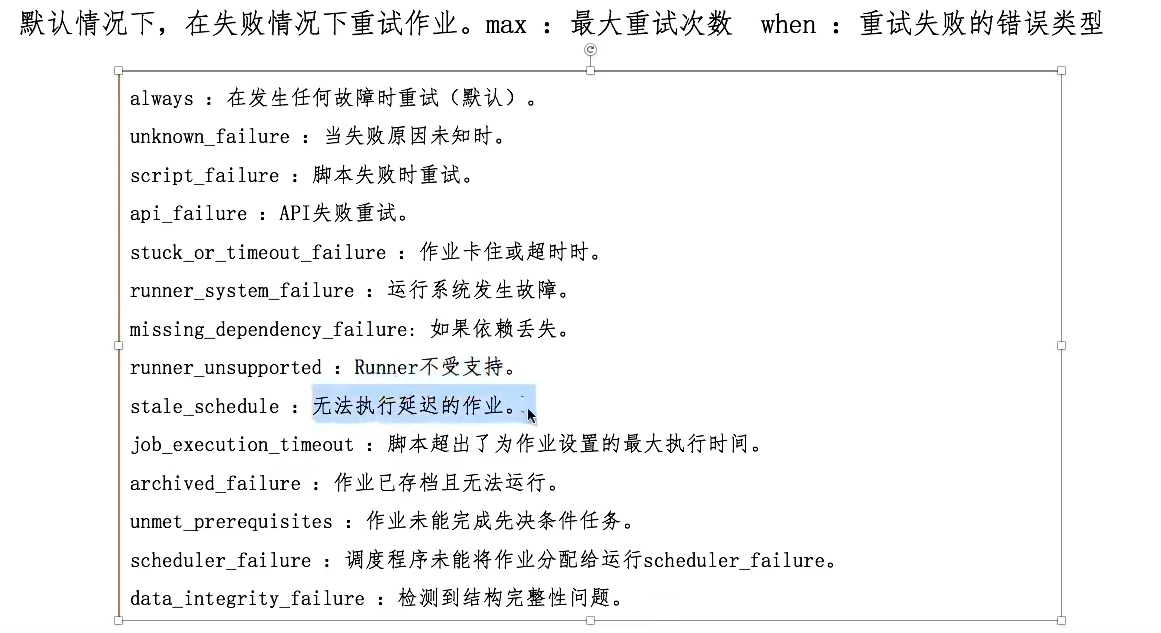 默认情况下，在失败情况下重试作业。max ：最大重试次数  when ：重试失败的错误类型
always ：在发生任何故障时重试（默认）。
unknown_failure ：当失败原因未知时。
script_failure ：脚本失败时重试。
api_failure ：API失败重试。
stuck_or_timeout_failure ：作业卡住或超时时。
runner_system_failure ：运行系统发生故障。
missing_dependency_failure: 如果依赖丢失。
runner_unsupported ：Runner不受支持。
stale_schedule ：无法执行延迟的作业。
job_execution_timeout ：脚本超出了为作业设置的最大执行时间。
archived_failure ：作业已存档且无法运行。
unmet_prerequisites ：作业未能完成先决条件任务。
scheduler_failure ：调度程序未能将作业分配给运行scheduler_failure。
data_integrity_failure ：检测到结构完整性问题。